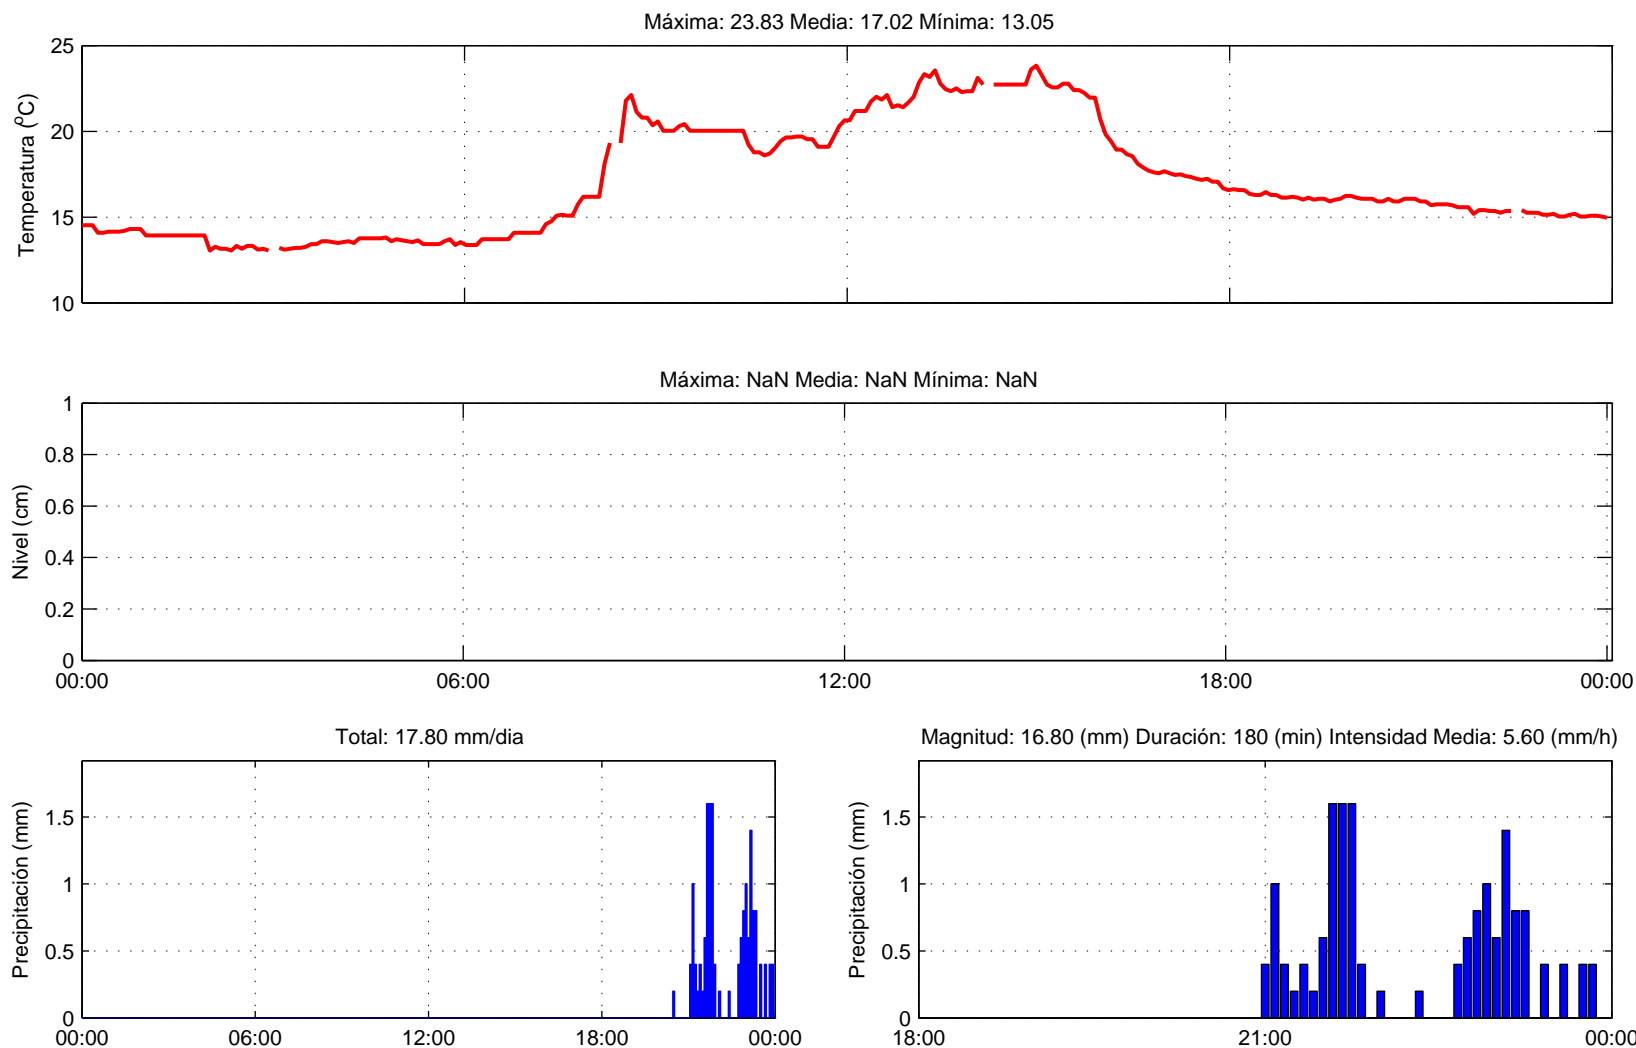 Máxima: 23.83 Media: 17.02 Mínima: 13.05
25
20
15
10
Temperatura (ºC)
Máxima: NaN Media: NaN Mínima: NaN
1
0.8
0.6
0.4
0.2
0
Nivel (cm)
00:00 06:00 12:00 18:00 00:00
Total: 17.80 mm/dia
1.5
1
0.5
0
Precipitación (mm)
00:00 06:00 12:00 18:00 00:00
Magnitud: 16.80 (mm) Duración: 180 (min) Intensidad Media: 5.60 (mm/h)
1.5
1
0.5
0
Precipitación (mm)
18:00 21:00 00:00